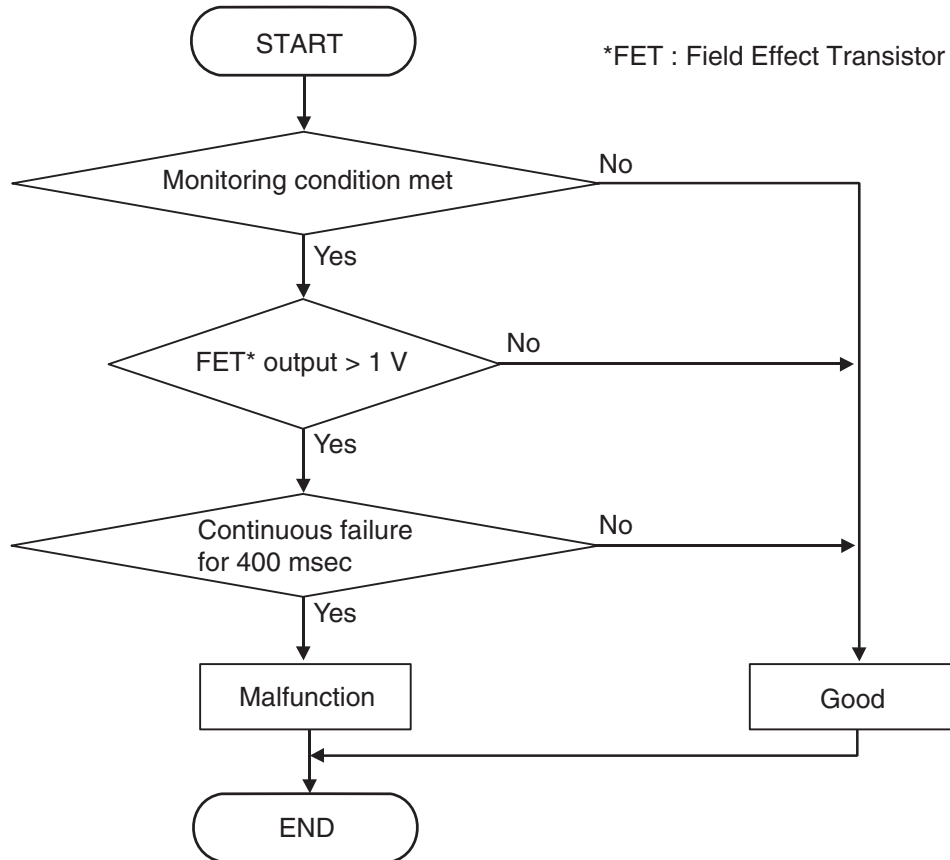 START
*FET : Field Effect Transistor
Monitoring condition met
No
Yes
FET* output > 1 V
No
Yes
Continuous failure
for 400 msec
No
Yes
Malfunction
Good
END